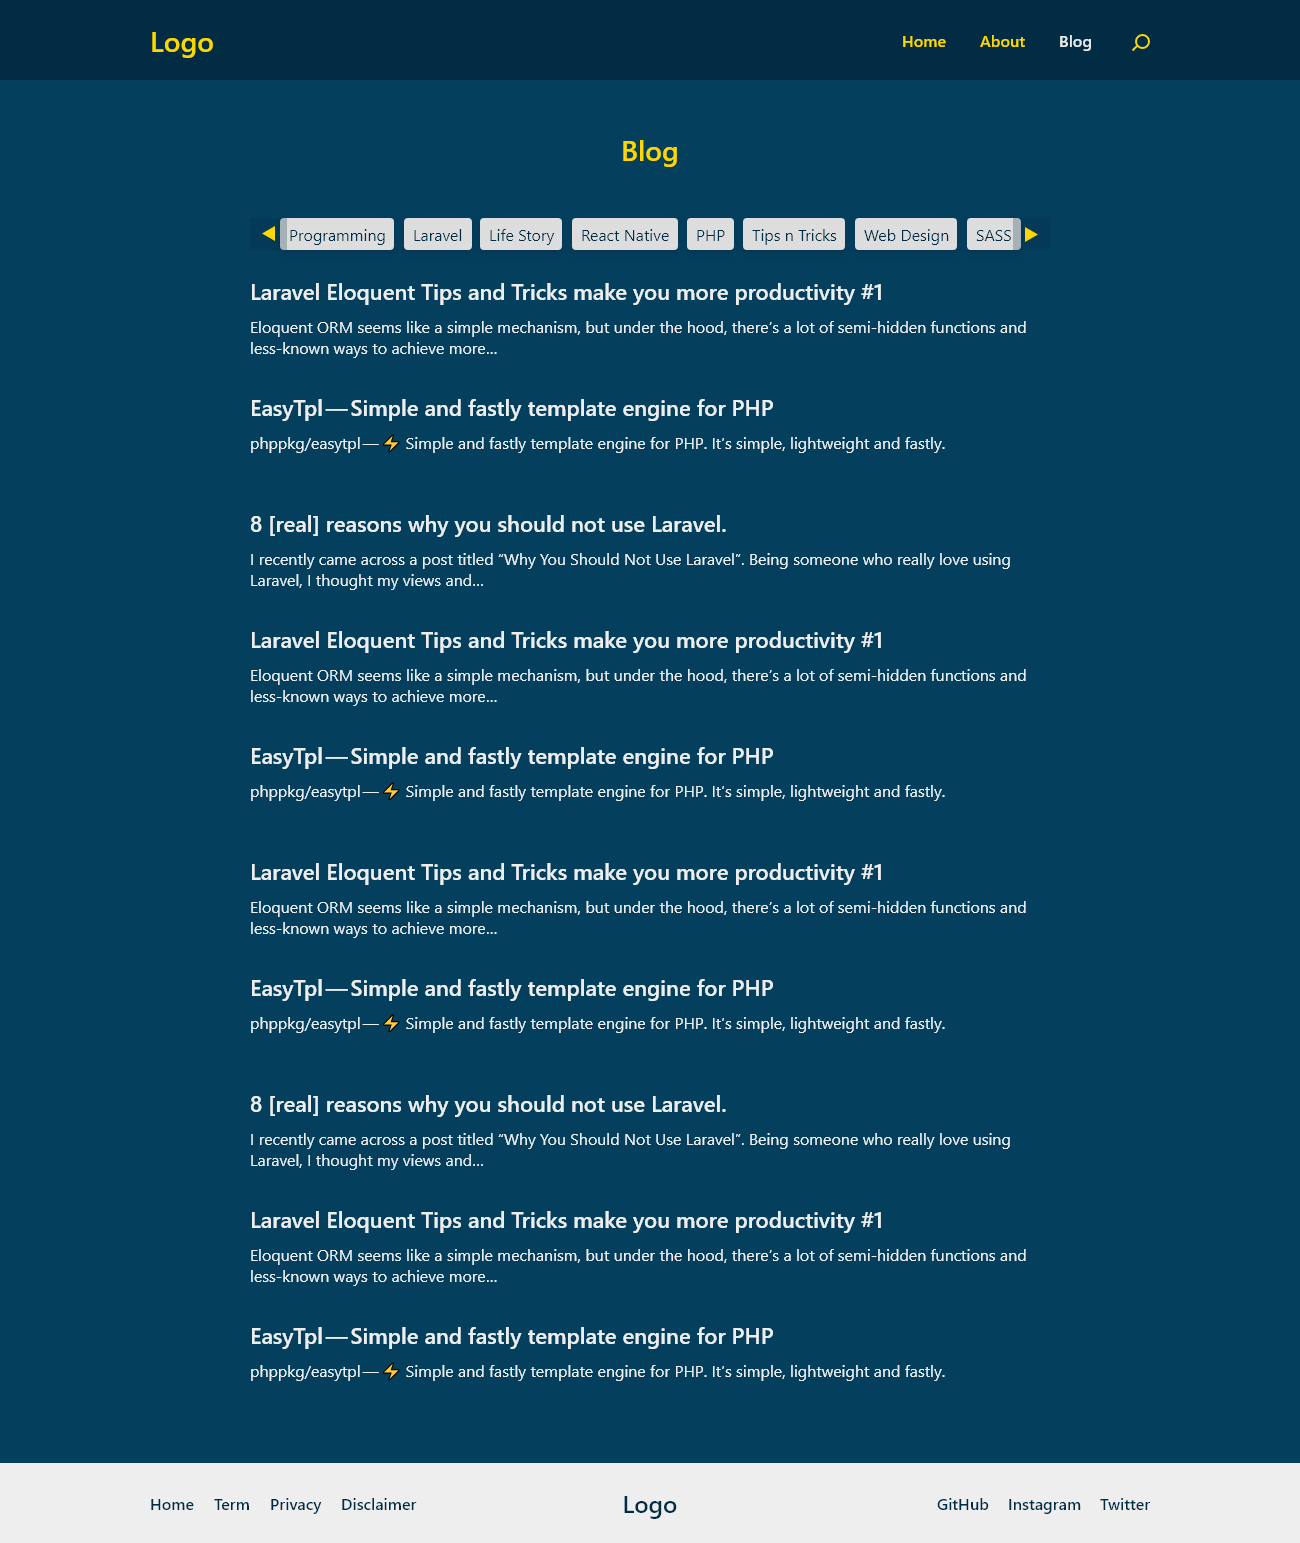 Logo Home About Blog
Blog
Programming Laravel Life Story React Native PHP Tips n Tricks Web Design SASS
Laravel Eloquent Tips and Tricks make you more productivity #1
Eloquent ORM seems like a simple mechanism, but under the hood, there’s a lot of semi-hidden functions and
less-known ways to achieve more…
EasyTpl — Simple and fastly template engine for PHP
phppkg/easytpl — ⚡ Simple and fastly template engine for PHP. It’s simple, lightweight and fastly.
8 [real] reasons why you should not use Laravel.
I recently came across a post titled “Why You Should Not Use Laravel”. Being someone who really love using
Laravel, I thought my views and…
Laravel Eloquent Tips and Tricks make you more productivity #1
Eloquent ORM seems like a simple mechanism, but under the hood, there’s a lot of semi-hidden functions and
less-known ways to achieve more…
EasyTpl — Simple and fastly template engine for PHP
phppkg/easytpl — ⚡ Simple and fastly template engine for PHP. It’s simple, lightweight and fastly.
Laravel Eloquent Tips and Tricks make you more productivity #1
Eloquent ORM seems like a simple mechanism, but under the hood, there’s a lot of semi-hidden functions and
less-known ways to achieve more…
EasyTpl — Simple and fastly template engine for PHP
phppkg/easytpl — ⚡ Simple and fastly template engine for PHP. It’s simple, lightweight and fastly.
8 [real] reasons why you should not use Laravel.
I recently came across a post titled “Why You Should Not Use Laravel”. Being someone who really love using
Laravel, I thought my views and…
Laravel Eloquent Tips and Tricks make you more productivity #1
Eloquent ORM seems like a simple mechanism, but under the hood, there’s a lot of semi-hidden functions and
less-known ways to achieve more…
EasyTpl — Simple and fastly template engine for PHP
phppkg/easytpl — ⚡ Simple and fastly template engine for PHP. It’s simple, lightweight and fastly.
Home Term Privacy Disclaimer Logo GitHub Instagram Twitter